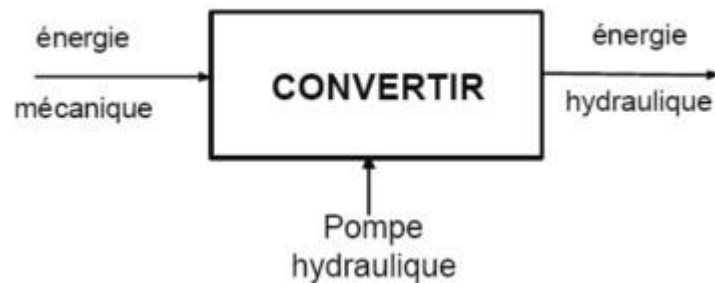 énergie
mécanique
CONVERTIR
énergie
hydraulique
Pompe
hydraulique